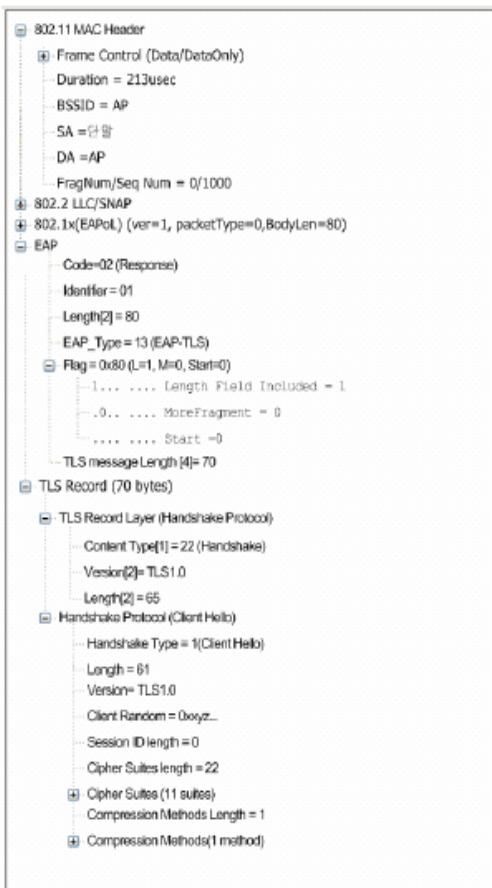 802.11 MAC Header
Frame Control (Data/DataOnly)
Duration = 213usec
BSSID = AP
SA =단말
DA =AP
FragNum/Seq Num = 0/1000
802.2 LLC/SNAP
802.1x(EAPoL) (ver=1, packetType=0,BodyLen=80)
EAP
Code=02 (Response)
Identifier = 01
Length[2] = 80
EAP_Type = 13 (EAP-TLS)
Flag = 0x80 (L=1, M=0, Start=0)
1... .... Length Field Included = 1
.0.. .... MoreFragment = 0
.... .... Start =0
TLS message Length [4]= 70
TLS Record (70 bytes)
TLS Record Layer (Handshake Protocol)
Content Type[1] = 22 (Handshake)
Version[2]= TLS1.0
Length[2] = 65
Handshake Protocol (Client Hello)
Handshake Type = 1(Client Hello)
Length = 61
Version= TLS1.0
Client Random = 0xxyz...
Session ID length = 0
Cipher Suites length = 22
Cipher Suites (11 suites)
Compression Methods Length = 1
Compression Methods(1 method)